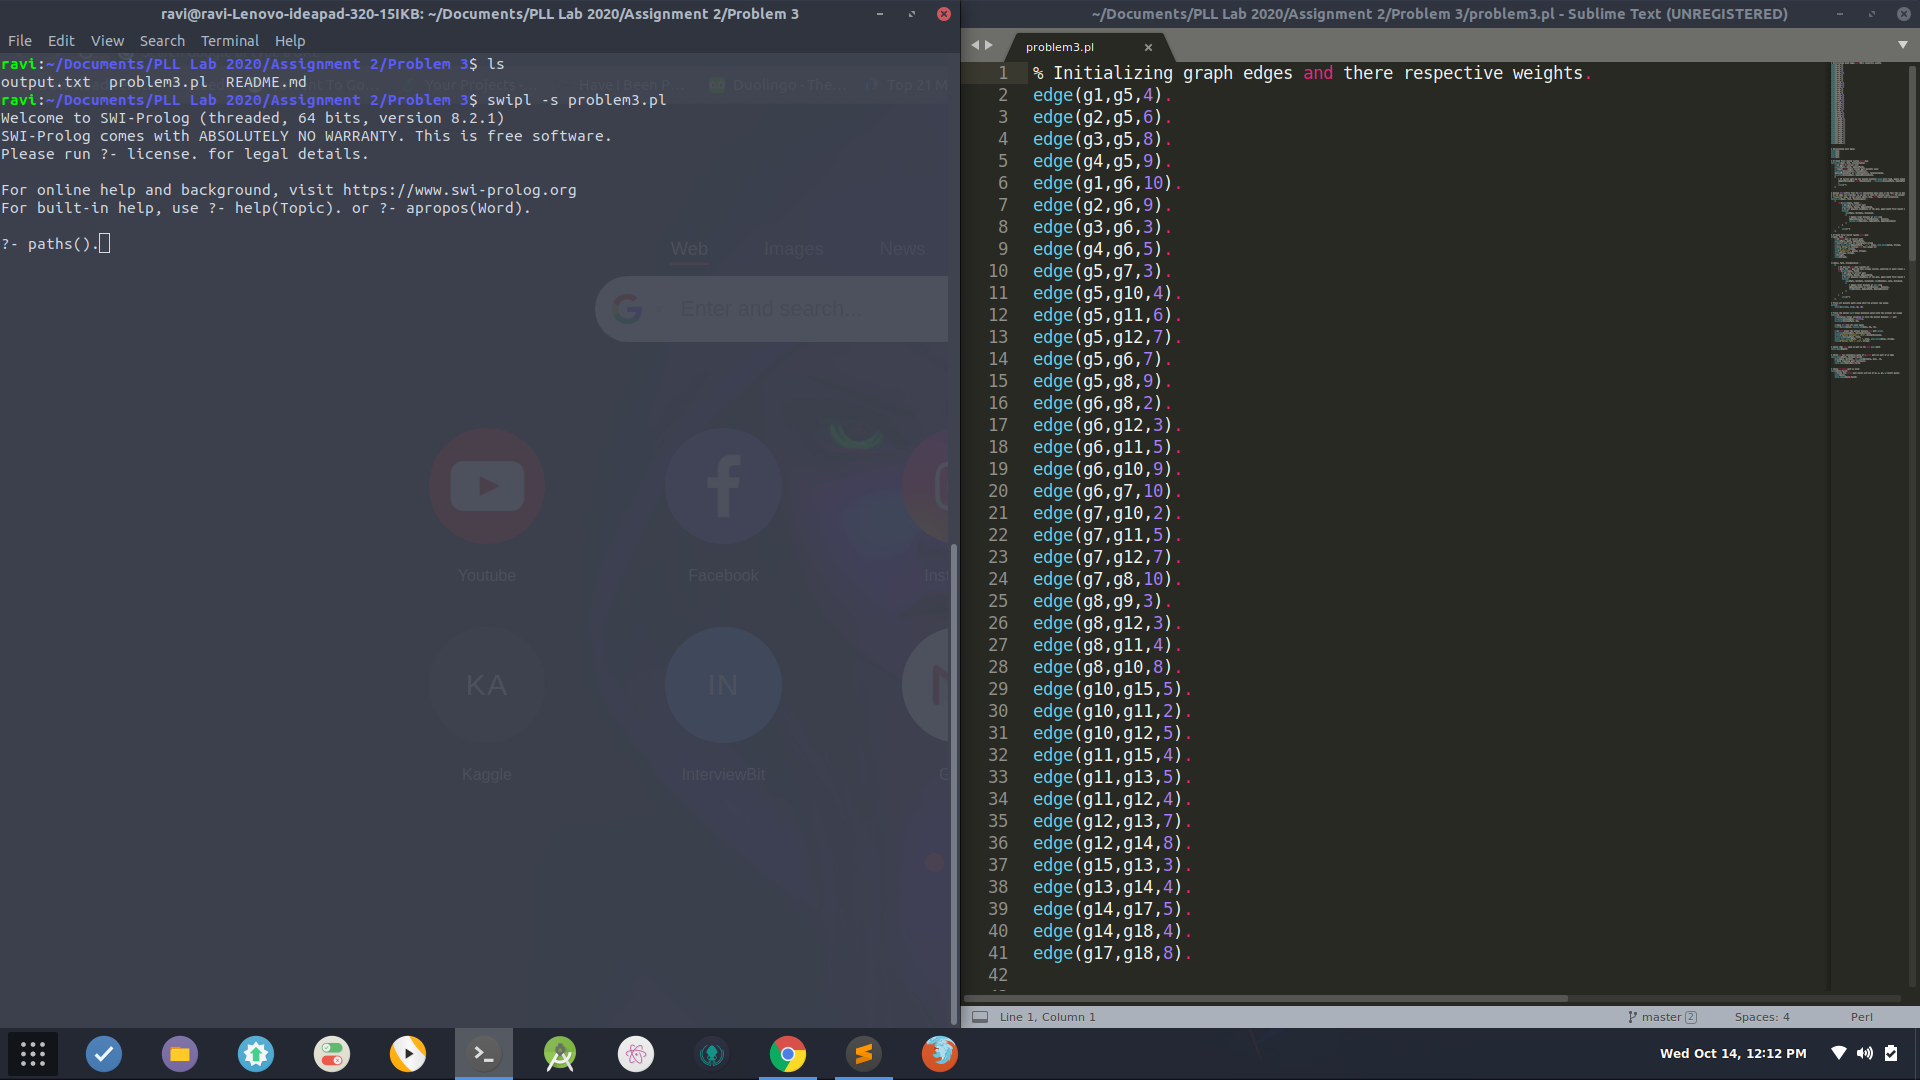 ravi@ravi-Lenovo-ideapad-320-15IKB: ~/Documents/PLL Lab 2020/Assignment 2/Problem 3
File Edit View Search Terminal Help
ravi:~/Documents/PLL Lab 2020/Assignment 2/Problem 3$ ls
output.txt  problem3.pl  README.md
ravi:~/Documents/PLL Lab 2020/Assignment 2/Problem 3$ swipl -s problem3.pl
Welcome to SWI-Prolog (threaded, 64 bits, version 8.2.1)
SWI-Prolog comes with ABSOLUTELY NO WARRANTY. This is free software.
Please run ?- license. for legal details.
For online help and background, visit https://www.swi-prolog.org
For built-in help, use ?- help(Topic). or ?- apropos(Word).
?- paths().
Web Images News
Enter and search...
Youtube Facebook
KA IN
Kaggle InterviewBit
~/Documents/PLL Lab 2020/Assignment 2/Problem 3/problem3.pl - Sublime Text (UNREGISTERED)
problem3.pl
1 % Initializing graph edges and there respective weights.
2 edge(g1,g5,4).
3 edge(g2,g5,6).
4 edge(g3,g5,8).
5 edge(g4,g5,9).
6 edge(g1,g6,10).
7 edge(g2,g6,9).
8 edge(g3,g6,3).
9 edge(g4,g6,5).
10 edge(g5,g7,3).
11 edge(g5,g10,4).
12 edge(g5,g11,6).
13 edge(g5,g12,7).
14 edge(g5,g6,7).
15 edge(g5,g8,9).
16 edge(g6,g8,2).
17 edge(g6,g12,3).
18 edge(g6,g11,5).
19 edge(g6,g10,9).
20 edge(g6,g7,10).
21 edge(g7,g10,2).
22 edge(g7,g11,5).
23 edge(g7,g12,7).
24 edge(g7,g8,10).
25 edge(g8,g9,3).
26 edge(g8,g12,3).
27 edge(g8,g11,4).
28 edge(g8,g10,8).
29 edge(g10,g15,5).
30 edge(g10,g11,2).
31 edge(g10,g12,5).
32 edge(g11,g15,4).
33 edge(g11,g13,5).
34 edge(g11,g12,4).
35 edge(g12,g13,7).
36 edge(g12,g14,8).
37 edge(g15,g13,3).
38 edge(g13,g14,4).
39 edge(g14,g17,5).
40 edge(g14,g18,4).
41 edge(g17,g18,8).
42
Line 1, Column 1 master 2 Spaces: 4 Perl
Wed Oct 14, 12:12 PM